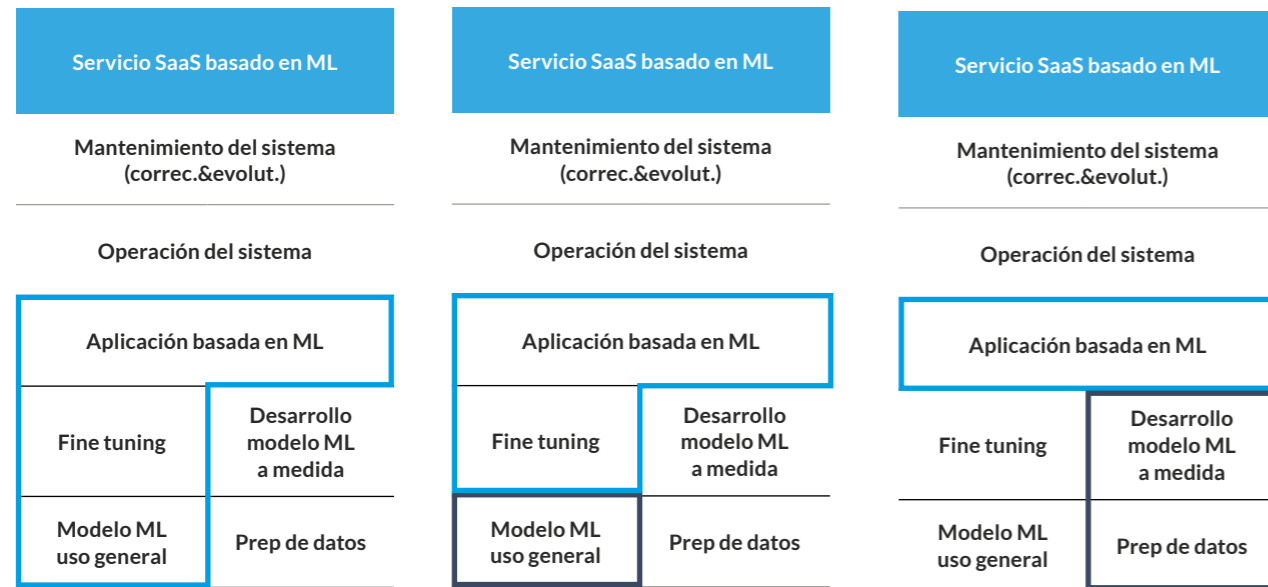 Servicio SaaS basado en ML
Mantenimiento del sistema
(correc.&evolut.)
Operación del sistema
Aplicación basada en ML
Fine tuning
Desarrollo
modelo ML
a medida
Modelo ML
uso general
Prep de datos
Servicio SaaS basado en ML
Mantenimiento del sistema
(correc.&evolut.)
Operación del sistema
Aplicación basada en ML
Fine tuning
Desarrollo
modelo ML
a medida
Modelo ML
uso general
Prep de datos
Servicio SaaS basado en ML
Mantenimiento del sistema
(correc.&evolut.)
Operación del sistema
Aplicación basada en ML
Fine tuning
Desarrollo
modelo ML
a medida
Modelo ML
uso general
Prep de datos